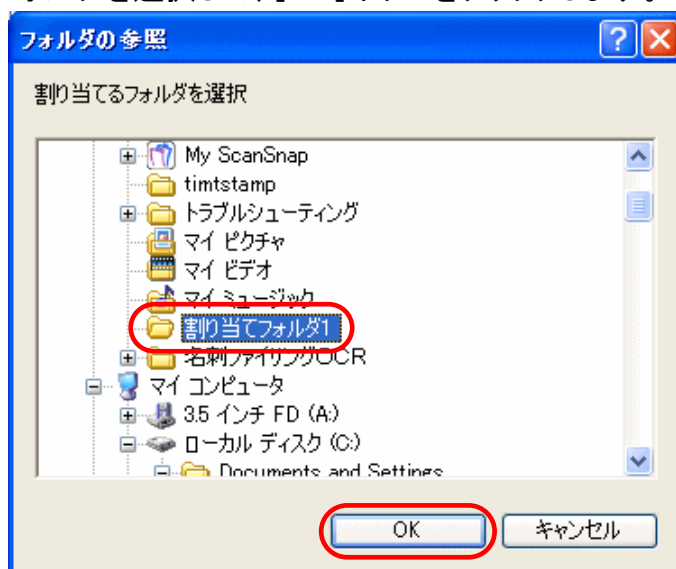 フォルダの参照
割り当てるフォルダを選択
My ScanSnap
timtstamp
トラブルシューティング
マイ ピクチャ
マイ ビデオ
マイ ミュージック
割り当てフォルダ1
名刺ファイリングOCR
マイ コンピュータ
3.5 インチ FD (A:)
ローカル ディスク (C:)
Documents and Settings
OK
キャンセル